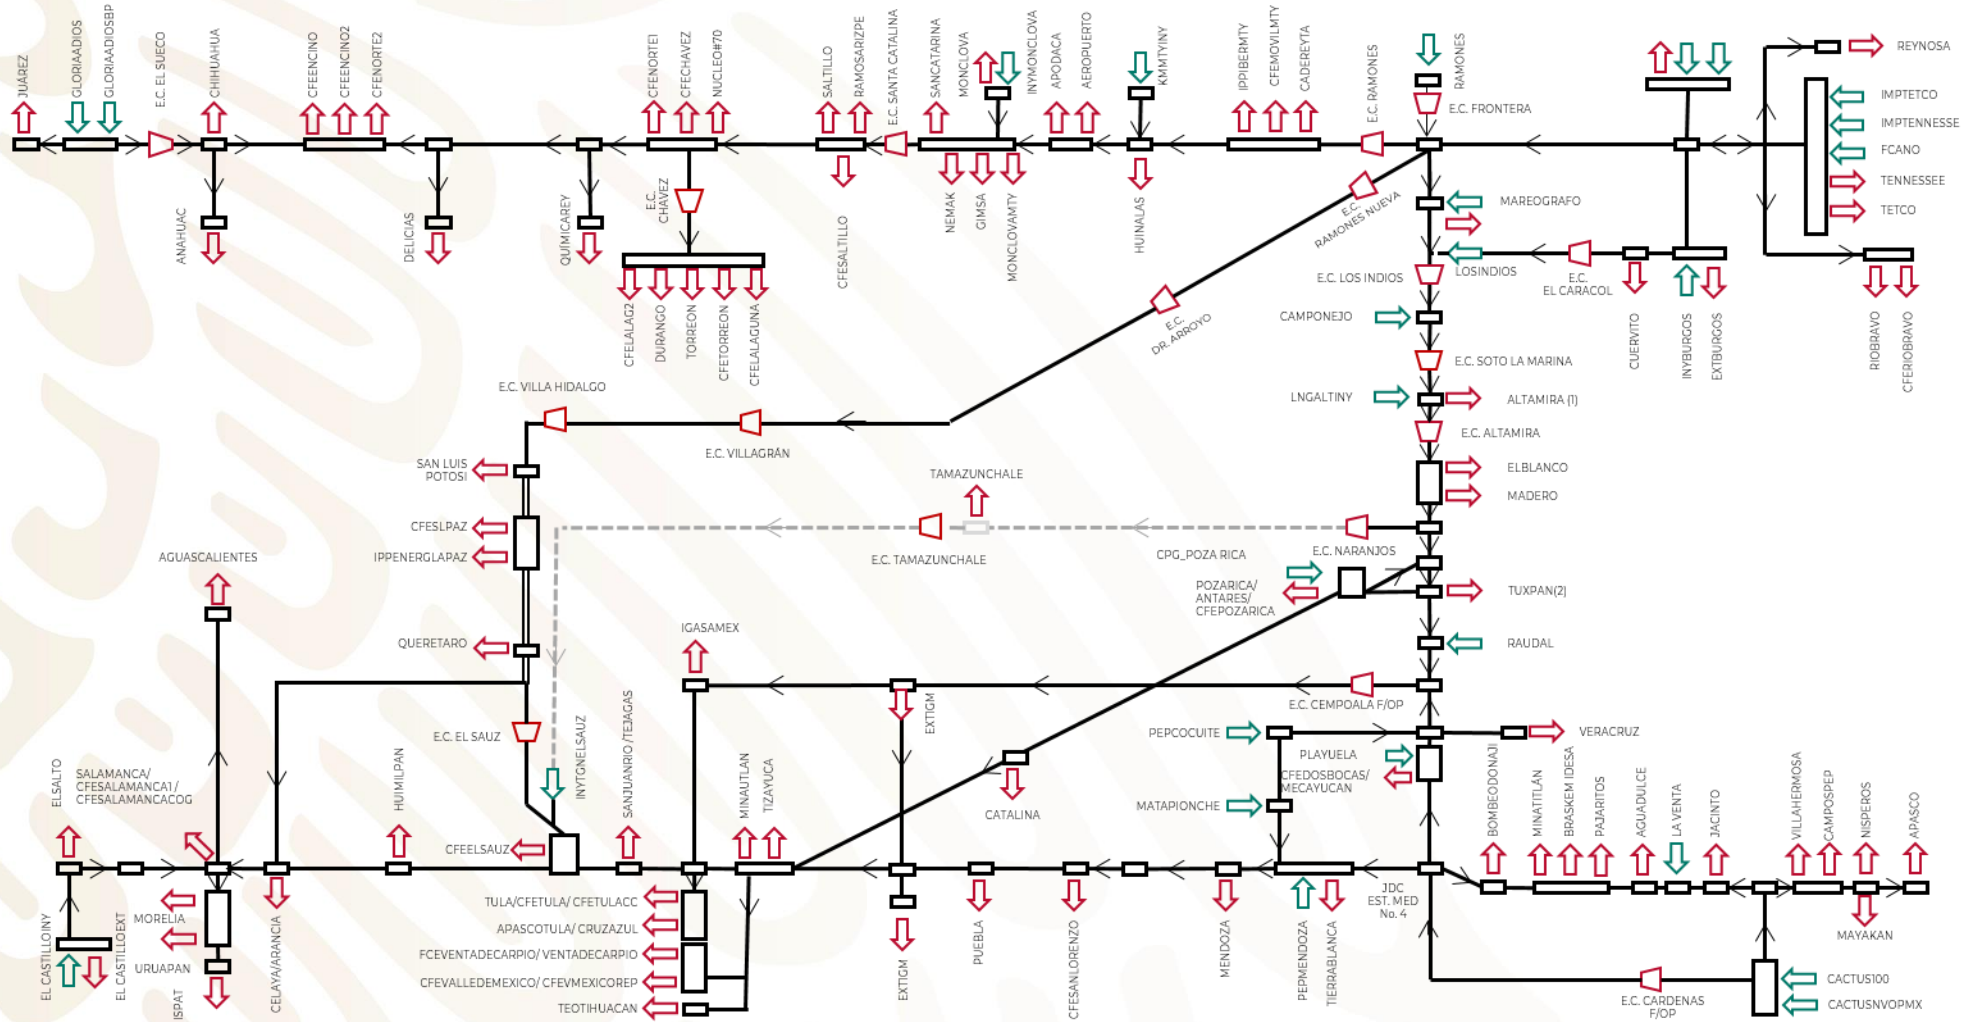 JUÁREZ
GLORIAADIOS
GLORIAADIOSBP
E.C. EL SUECO
CHIHUAHUA
CFEENCINO
CFEENCINO2
CFENORTE2
CFENORTE1
CFECHAVEZ
NUCLEO#70
SALTILLO
RAMOSARIZPE
E.C. SANTA CATALINA
SANCATARINA
MONCLOVA
INYMONCLOVA
APODACA
AEROPUERTO
KMMTYINY
IPPIBERMTY
CFEMOVILMTY
CADEREYTA
E.C. RAMONES
RAMONES
E.C. FRONTERA
REYNOSA
IMPTETCO
IMPTENNESSE
FCANO
TENNESSEE
TETCO
ANAHUAC
DELICIAS
QUÍMICAREY
E.C.
CHAVEZ
CFESALTILLO
NEMAK
GIMSA
MONCLOVAMTY
HUINALAS
E.C.
RAMONES NUEVA
MAREOGRAFO
LOSINDIOS
E.C. LOS INDIOS
E.C.
EL CARACOL
CUERVITO
INYBURGOS
EXTBURGOS
RIOBRAVO
CFERIOBRAVO
CFELALAG2
DURANGO
TORREON
CFETORREON
CFELALAGUNA
E.C.
DR. ARROYO
CAMPONEJO
E.C. SOTO LA MARINA
E.C. VILLA HIDALGO
LNGALTINY
ALTAMIRA (1)
E.C. VILLAGRÁN
E.C. ALTAMIRA
SAN LUIS
POTOSI
TAMAZUNCHALE
ELBLANCO
MADERO
CFESLPAZ
IPPENERGLAPAZ
E.C. TAMAZUNCHALE
CPG_POZA RICA
E.C. NARANJOS
AGUASCALIENTES
POZARICA/
ANTARES/
CFEPOZARICA
TUXPAN(2)
QUERETARO
IGASAMEX
RAUDAL
E.C. EL SAUZ
INYTGNELSAUZ
SANJUANRIO /TEJAGAS
EXTIGM
E.C. CEMPOALA F/OP
PEPCOCUITE
PLAYUELA
VERACRUZ
CFEDOSBOCAS/
MECAYUCAN
MATAPIONCHE
ELSALTO
SALAMANCA/
CFESALAMANCA1/
CFESALAMANCACOG
HUIMILPAN
CFEELSAUZ
MINAUTLAN
TIZAYUCA
CATALINA
BOMBEODONAJI
MINATITLÁN
BRASKEM IDESA
PAJARITOS
AGUADULCE
LA VENTA
JACINTO
VILLAHERMOSA
CAMPOSPEP
NISPEROS
APASCO
EL CASTILLOINY
EL CASTILLOEXT
MORELIA
URUAPAN
ISPAT
CELAYA/ARANCIA
TULA/CFETULA/ CFETULACC
APASCOTULA/ CRUZAZUL
FCEVENTADECARPIO/ VENTADECARPIO
CFEVALLEDEMEXICO/ CFEVMEXICOREP
TEOTIHUACAN
EXTIGM
PUEBLA
CFESANLORENZO
MENDOZA
PEPMENDOZA
TIERRABLANCA
JDC
EST. MED
No. 4
MAYAKAN
E.C. CARDENAS
F/OP
CACTUS100
CACTUSNVOPMX